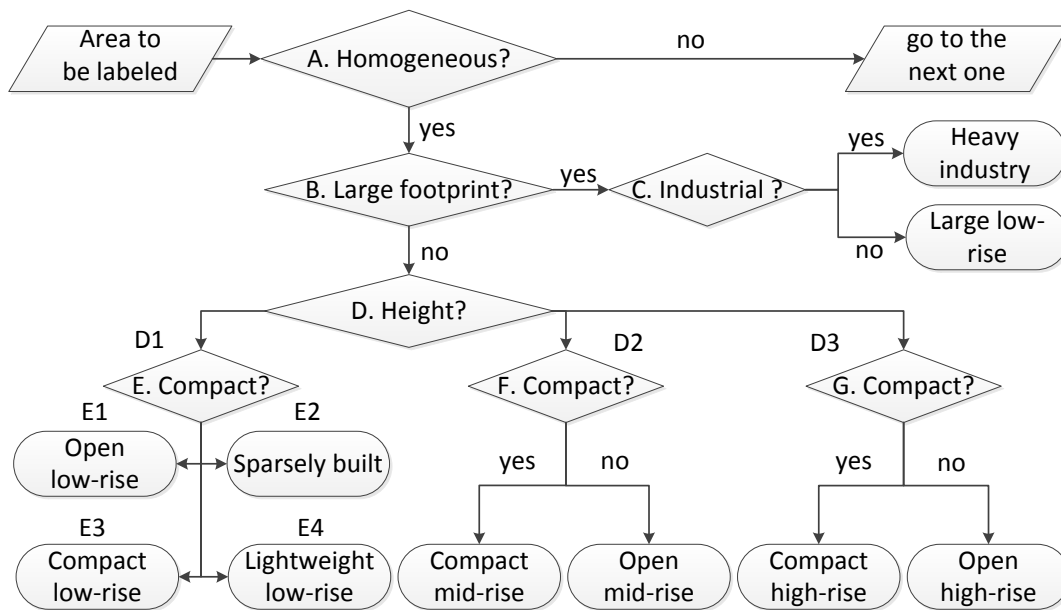 Area to
be labeled
A. Homogeneous?
no
go to the
next one
yes
B. Large footprint?
yes
C. Industrial ?
yes
Heavy
industry
no
Large low-
rise
no
D. Height?
D1
D2
D3
E. Compact?
F. Compact?
G. Compact?
E1
E2
Open
low-rise
Sparsely built
E3
E4
Compact
low-rise
Lightweight
low-rise
yes
no
Compact
mid-rise
Open
mid-rise
yes
no
Compact
high-rise
Open
high-rise